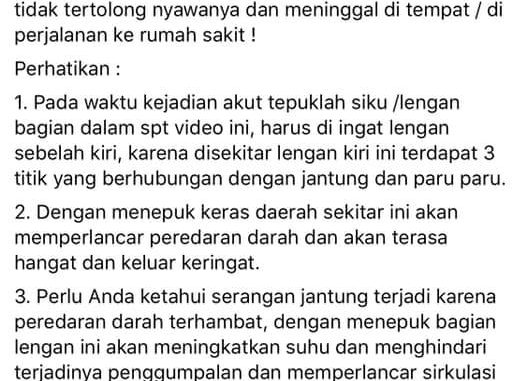 tidak tertolong nyawanya dan meninggal di tempat / di
perjalanan ke rumah sakit !
Perhatikan :
1. Pada waktu kejadian akut tepuklah siku /lengan
bagian dalam spt video ini, harus di ingat lengan
sebelah kiri, karena disekitar lengan kiri ini terdapat 3
titik yang berhubungan dengan jantung dan paru paru.
2. Dengan menepuk keras daerah sekitar ini akan
memperlancar peredaran darah dan akan terasa
hangat dan keluar keringat.
3. Perlu Anda ketahui serangan jantung terjadi karena
peredaran darah terhambat, dengan menepuk bagian
lengan ini akan meningkatkan suhu dan menghindari
terjadinya penggumpalan dan memperlancar sirkulasi